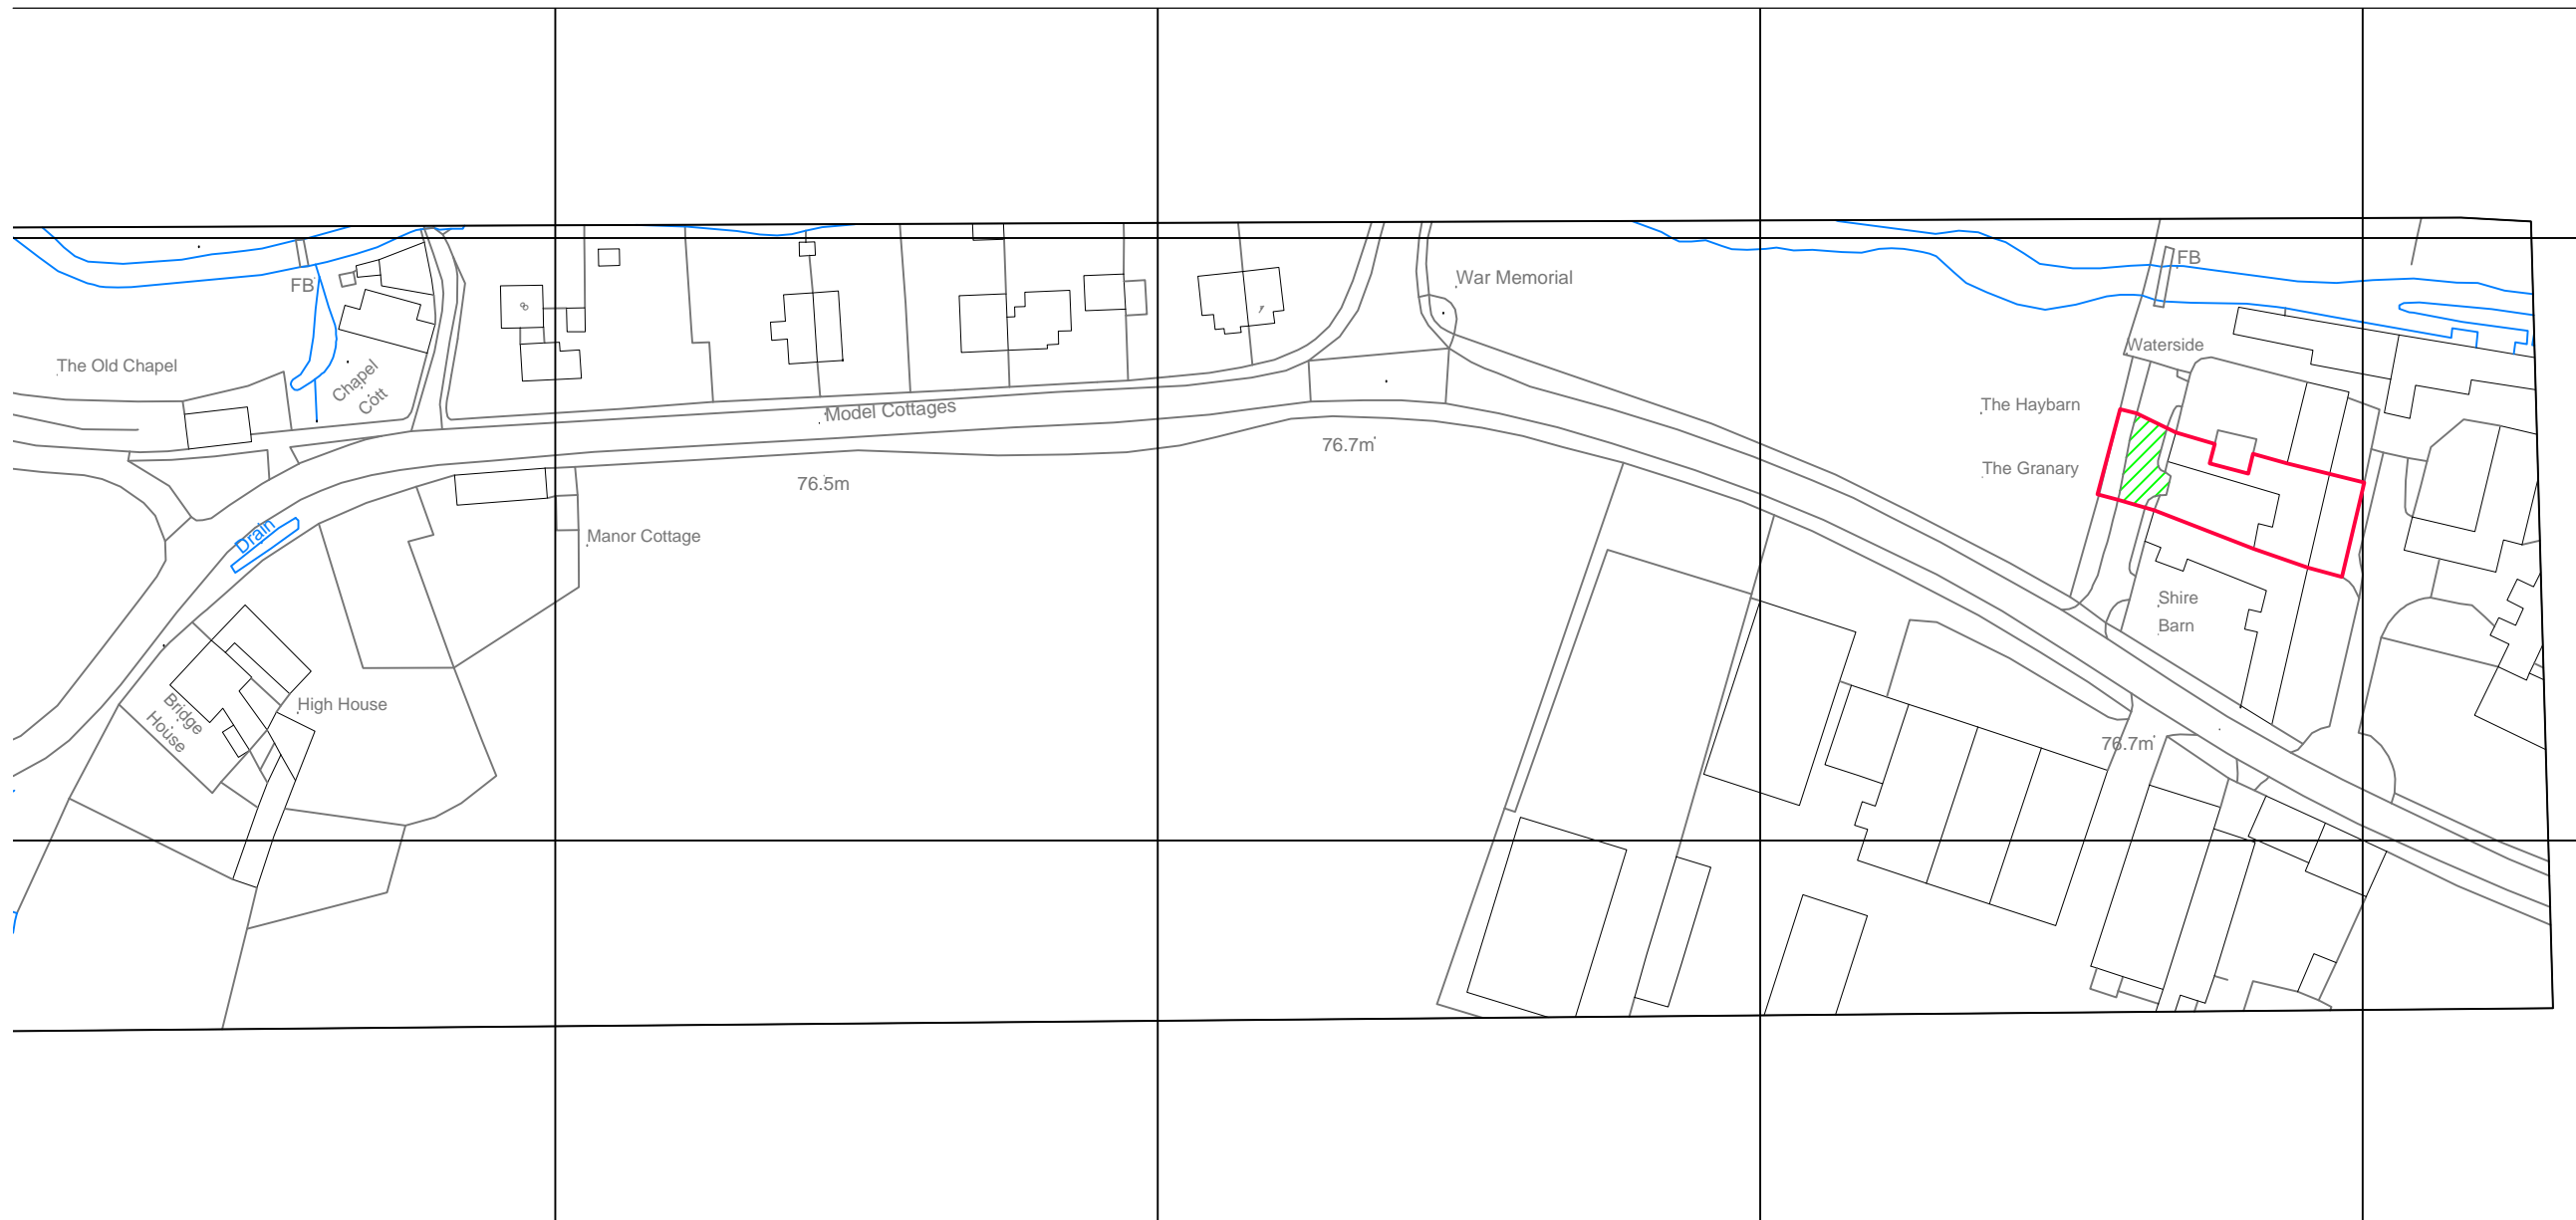 FB
The Old Chapel
Chapel
Cott
8
Model Cottages
War Memorial
76.7m
76.5m
Drain
Manor Cottage
High House
Bridge
House
FB
Waterside
The Haybarn
The Granary
Shire
Barn
76.7m